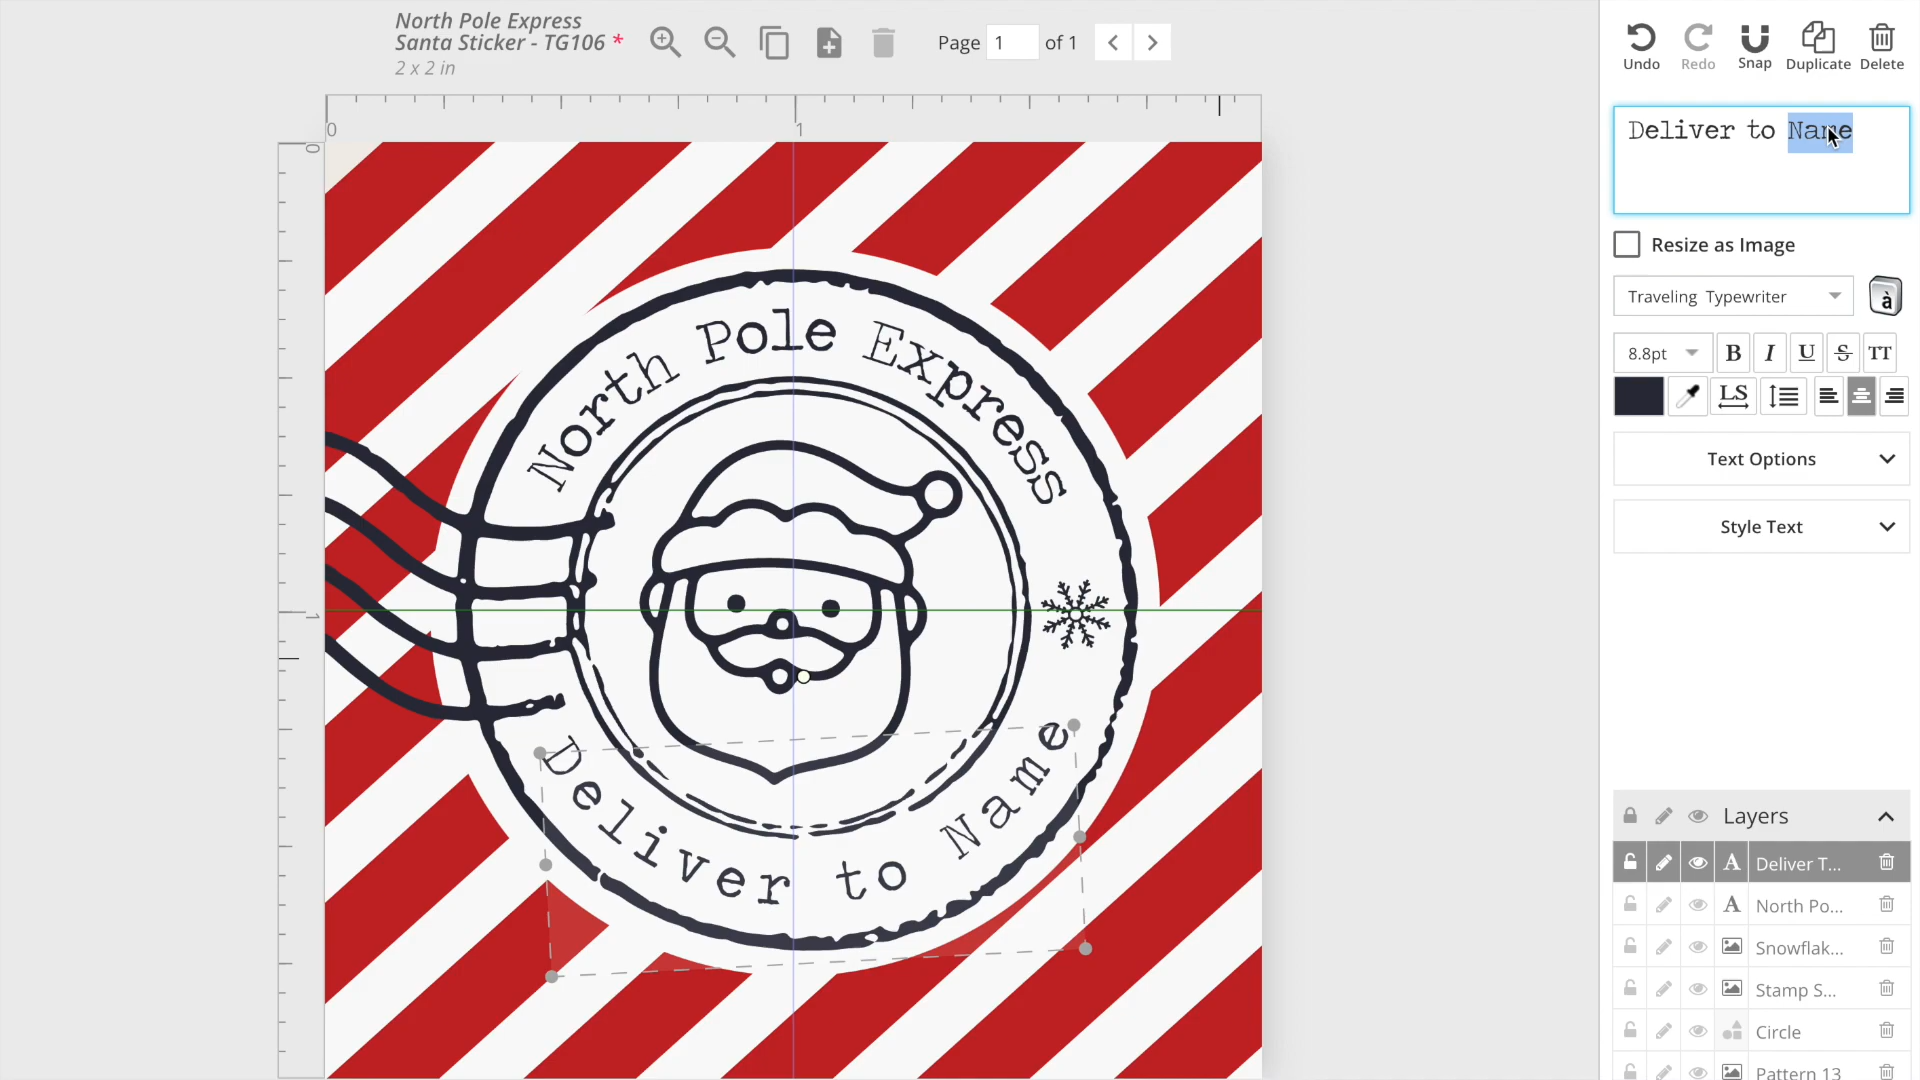 North Pole Express
Santa Sticker - TG106 *
2 x 2 in
Page 1 of 1
Undo
Redo
Snap
Duplicate
Delete
0
1
0
1
Deliver to Name
Resize as Image
Traveling Typewriter
à
8.8pt
B I U S TT
LS
Text Options
Style Text
North Pole Express
Deliver to Name
Layers
A Deliver T...
A North Po...
Snowflak...
Stamp S...
Circle
Pattern 13